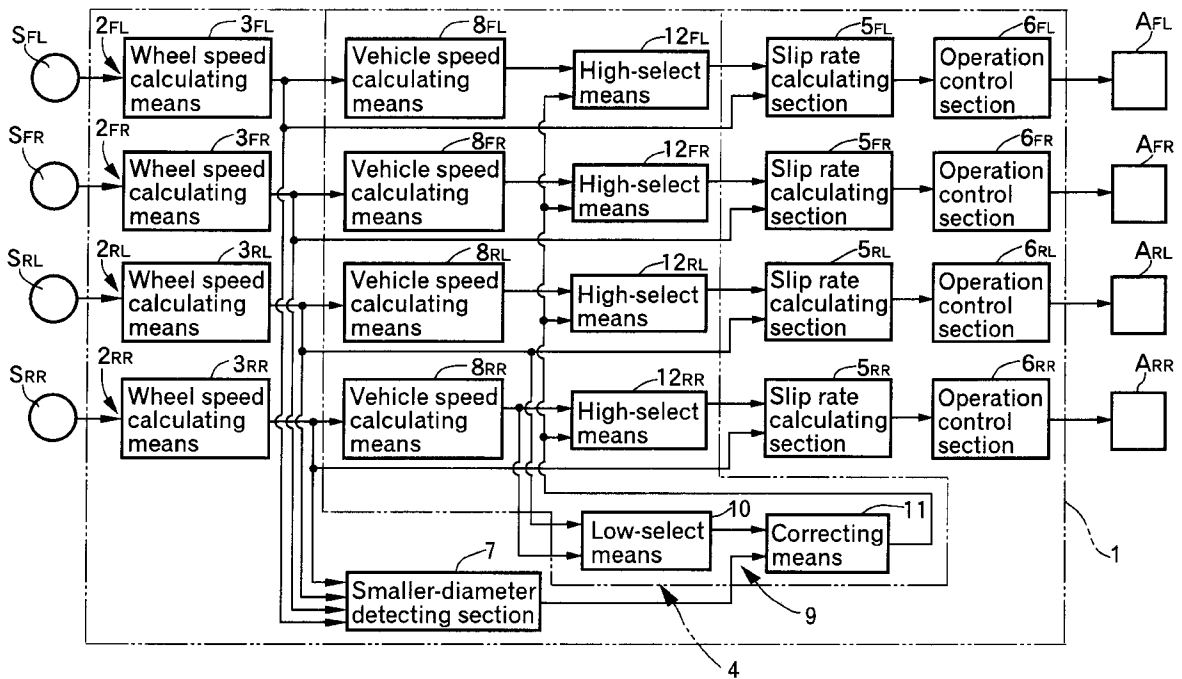 SFL 2FL 3FL 8FL 12FL 5FL 6FL AFL
Wheel speed calculating means
Vehicle speed calculating means
High-select means
Slip rate calculating section
Operation control section
SFR 2FR 3FR 8FR 12FR 5FR 6FR AFR
Wheel speed calculating means
Vehicle speed calculating means
High-select means
Slip rate calculating section
Operation control section
SRL 2RL 3RL 8RL 12RL 5RL 6RL ARL
Wheel speed calculating means
Vehicle speed calculating means
High-select means
Slip rate calculating section
Operation control section
SRR 2RR 3RR 8RR 12RR 5RR 6RR ARR
Wheel speed calculating means
Vehicle speed calculating means
High-select means
Slip rate calculating section
Operation control section
10
Low-select means
11
Correcting means
1
7
Smaller-diameter detecting section
9
4